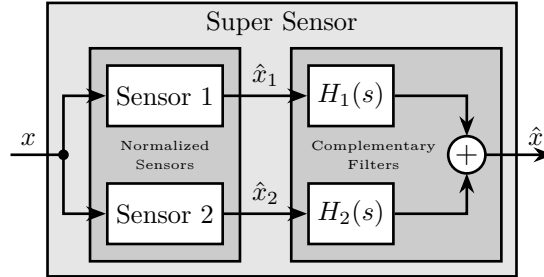 Super Sensor
Sensor 1
x̂₁
H₁(s)
x
Normalized
Sensors
Complementary
Filters
+
x̂
Sensor 2
x̂₂
H₂(s)